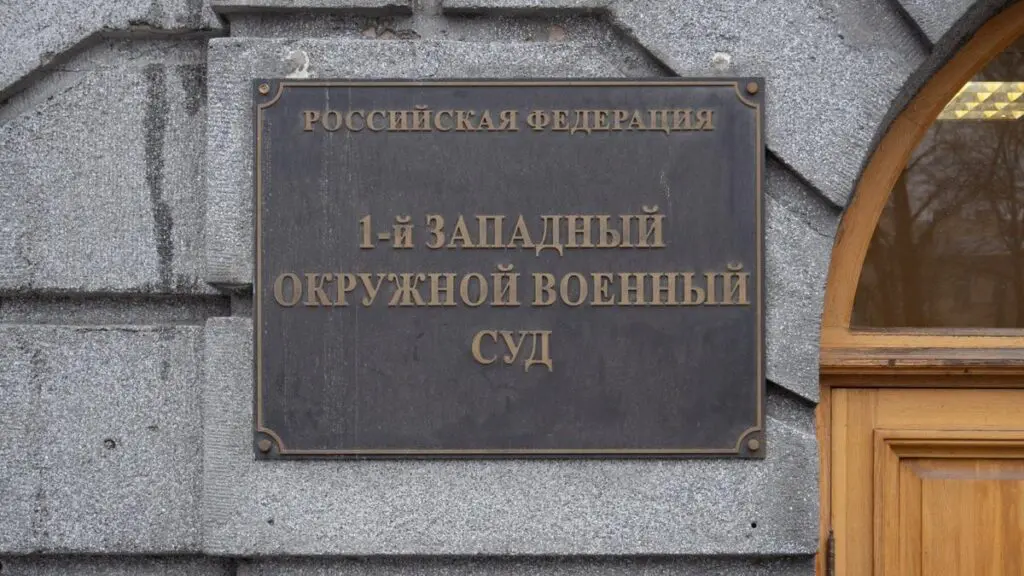 РОССИЙСКАЯ ФЕДЕРАЦИЯ
1-й ЗАПАДНЫЙ
ОКРУЖНОЙ ВОЕННЫЙ
СУД